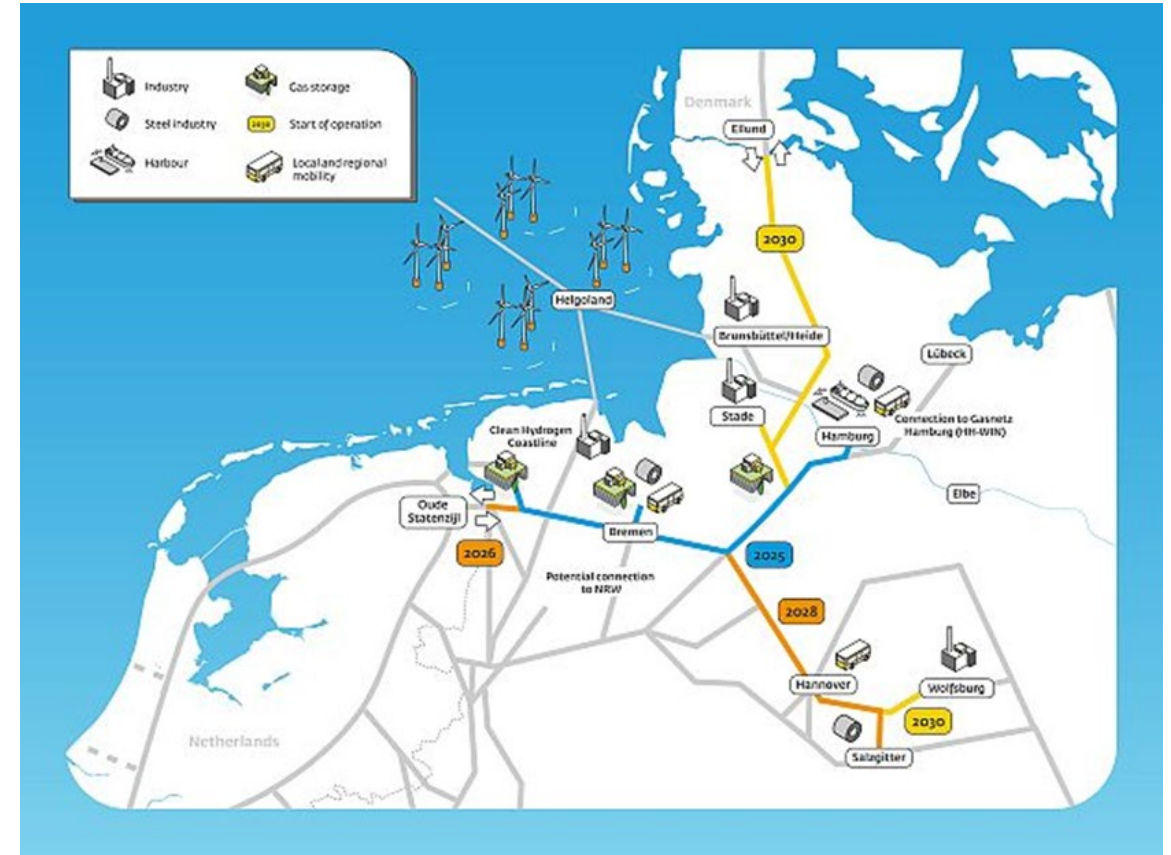 Industry
Gas storage
Steel industry
2030
Start of operation
Harbour
Local and regional
mobility
Denmark
Ellund
2030
Helgoland
Brunsbüttel/Heide
Lübeck
Stade
Connection to Gasnetz
Hamburg (HH-WIN)
Hamburg
Clean Hydrogen
Coastline
Elbe
Oude
Statenzijl
Bremen
2026
2025
Potential connection
to NRW
2028
Hannover
Wolfsburg
2030
Netherlands
Salzgitter